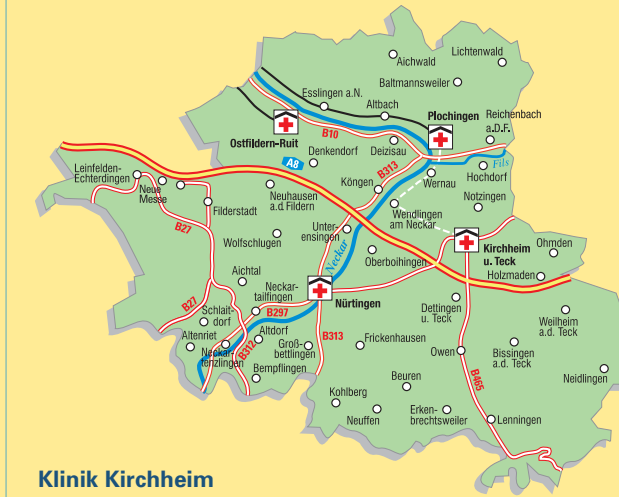 Lichtenwald
Aichwald
Baltmannsweiler
Esslingen a.N.
Altbach
Plochingen
Reichenbach
a.D.F.
B10
Ostfildern-Ruit
Deizisau
Denkendorf
B313
Fils
A8
Leinfelden-
Echterdingen
Köngen
Wernau
Hochdorf
Neue
Messe
Neuhausen
a.d. Fildern
Notzingen
Filderstadt
Wendlingen
am Neckar
B27
Unter-
ensingen
Wolfschlugen
Neckar
Kirchheim
u. Teck
Ohmden
Oberboihingen
Holzmaden
Aichtal
Neckar-
tailfingen
Nürtingen
B27
Schlait-
dorf
B297
Dettingen
u. Teck
Weilheim
a.d. Teck
Altdorf
B313
Altenriet
Groß-
bettlingen
Frickenhausen
Bissingen
a.d. Teck
Neckar-
tenzlingen
B312
Owen
Bempflingen
Neidlingen
Beuren
B465
Kohlberg
Neuffen
Erken-
brechtsweiler
Lenningen
Klinik Kirchheim